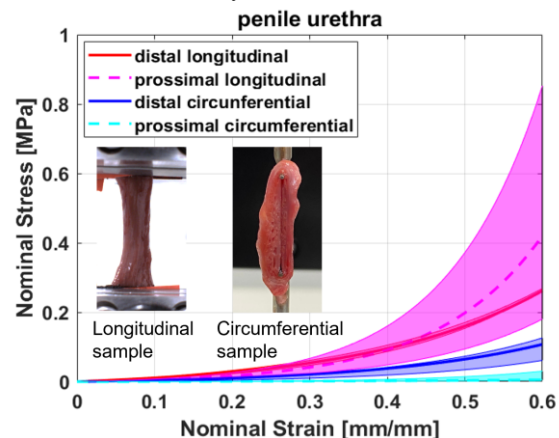 penile urethra
distal longitudinal
prossimal longitudinal
distal circunferential
prossimal circumferential
Longitudinal
sample
Circumferential
sample
Nominal Stress [MPa]
1
0.8
0.6
0.4
0.2
0
0 0.1 0.2 0.3 0.4 0.5 0.6
Nominal Strain [mm/mm]